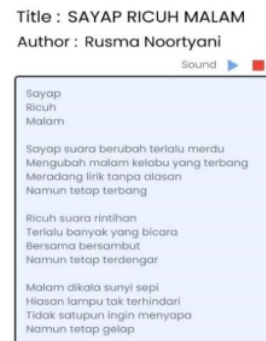 Title : SAYAP RICUH MALAM
Author : Rusma Noortyani
Sound
Sayap
Ricuh
Malam
Sayap suara berubah terlalu merdu
Mengubah malam kelabu yang terbang
Meradang lirik tanpa alasan
Namun tetap terbang
Ricuh suara rintihan
Terlalu banyak yang bicara
Bersama bersambut
Namun tetap terdengar
Malam dikala sunyi sepi
Hiasan lampu tak terhindari
Tidak satupun ingin menyapa
Namun tetap gelap